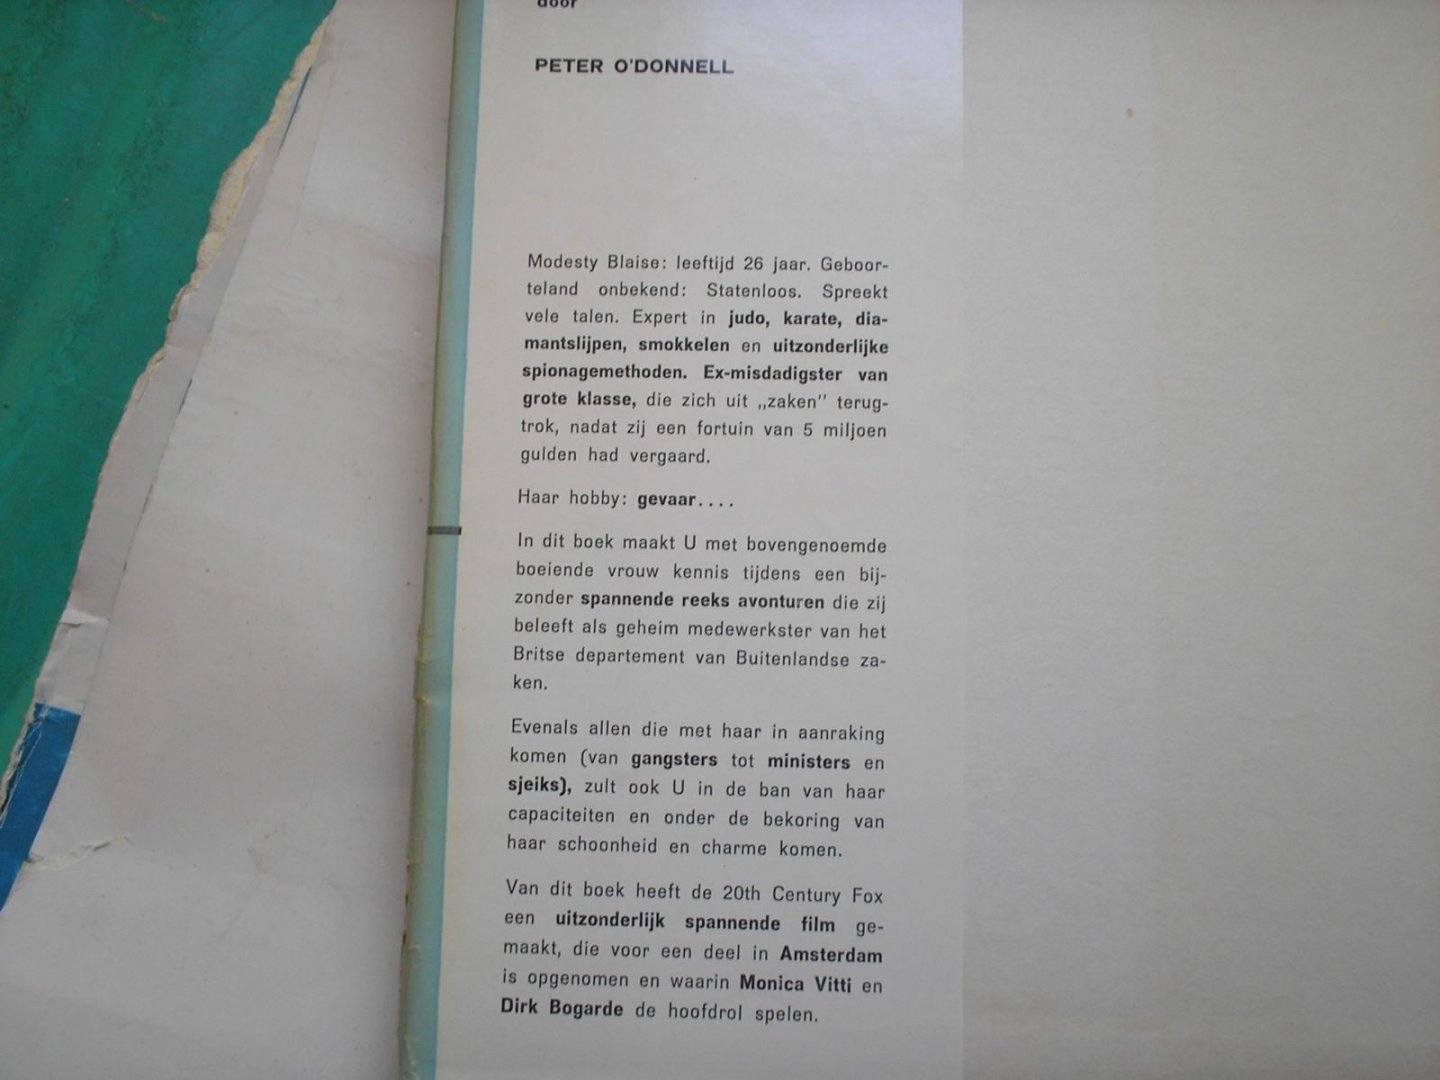 door
PETER O'DONNELL
Modesty Blaise: leeftijd 26 jaar. Geboor-
teland onbekend: Statenloos. Spreekt
vele talen. Expert in judo, karate, dia-
mantslijpen, smokkelen en uitzonderlijke
spionagemethoden. Ex-misdadigster van
grote klasse, die zich uit „zaken” terug-
trok, nadat zij een fortuin van 5 miljoen
gulden had vergaard.
Haar hobby: gevaar....
In dit boek maakt U met bovengenoemde
boeiende vrouw kennis tijdens een bij-
zonder spannende reeks avonturen die zij
beleeft als geheim medewerkster van het
Britse departement van Buitenlandse za-
ken.
Evenals allen die met haar in aanraking
komen (van gangsters tot ministers en
sjeiks), zult ook U in de ban van haar
capaciteiten en onder de bekoring van
haar schoonheid en charme komen.
Van dit boek heeft de 20th Century Fox
een uitzonderlijk spannende film ge-
maakt, die voor een deel in Amsterdam
is opgenomen en waarin Monica Vitti en
Dirk Bogarde de hoofdrol spelen.